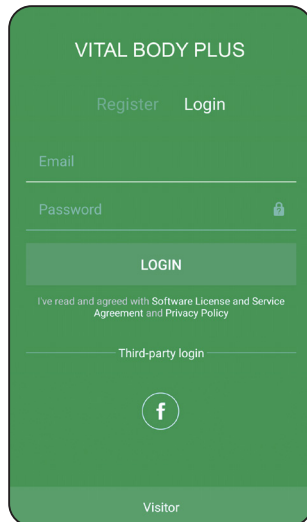 VITAL BODY PLUS
Register Login
Email
Password
LOGIN
I've read and agreed with Software License and Service
Agreement and Privacy Policy
Third-party login
f
Visitor